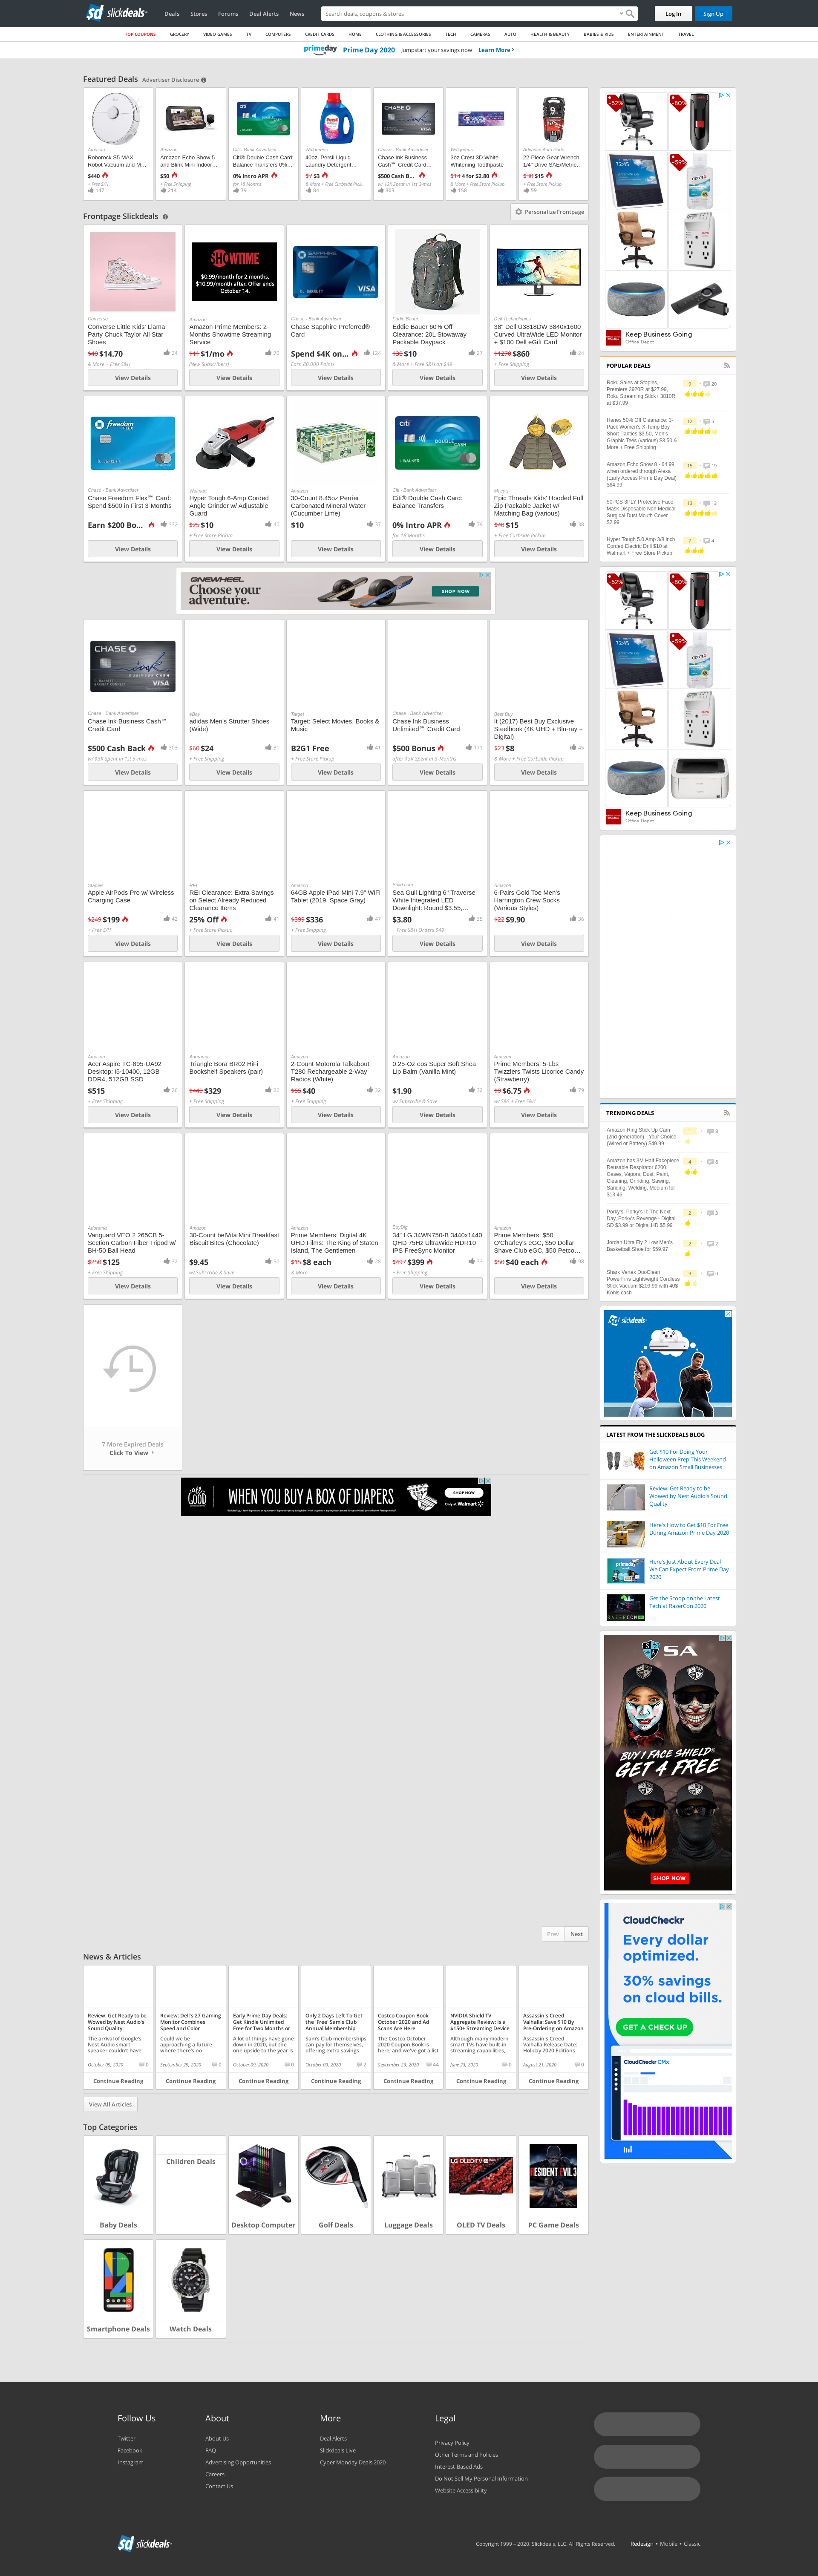 sd slickdeals
Deals Stores Forums Deal Alerts News
Search deals, coupons & stores
Log In Sign Up
TOP COUPONS GROCERY VIDEO GAMES TV COMPUTERS CREDIT CARDS HOME CLOTHING & ACCESSORIES TECH CAMERAS AUTO HEALTH & BEAUTY BABIES & KIDS ENTERTAINMENT TRAVEL
primeday Prime Day 2020 Jumpstart your savings now Learn More
Featured Deals Advertiser Disclosure
Amazon
Roborock S5 MAX
Robot Vacuum and M...
$440
+ Free S/H
147
Amazon
Amazon Echo Show 5
and Blink Mini Indoor...
$50
+ Free Shipping
214
Citi - Bank Advertiser
Citi® Double Cash Card:
Balance Transfers 0%...
0% Intro APR
for 18 Months
79
Walgreens
40oz. Persil Liquid
Laundry Detergent...
$7 $3
& More + Free Curbside Pick...
84
Chase - Bank Advertiser
Chase Ink Business
Cash℠ Credit Card...
$500 Cash B...
w/ $3K Spent in 1st 3-mos
303
Walgreens
3oz Crest 3D White
Whitening Toothpaste
$14 4 for $2.80
& More + Free Store Pickup
158
Advance Auto Parts
22-Piece Gear Wrench
1/4" Drive SAE/Metric...
$30 $15
+ Free Store Pickup
59
Frontpage Slickdeals
Personalize Frontpage
Converse
Converse Little Kids' Llama
Party Chuck Taylor All Star
Shoes
$40 $14.70 24
& More + Free S&H
View Details
SHOWTIME
$0.99/month for 2 months,
$10.99/month after. Offer ends
October 14.
Amazon
Amazon Prime Members: 2-
Months Showtime Streaming
Service
$11 $1/mo 70
(New Subscribers)
View Details
Chase - Bank Advertiser
Chase Sapphire Preferred®
Card
Spend $4K on... 124
Earn 80,000 Points
View Details
Eddie Bauer
Eddie Bauer 60% Off
Clearance: 20L Stowaway
Packable Daypack
$30 $10 27
& More + Free S&H on $49+
View Details
Dell Technologies
38" Dell U3818DW 3840x1600
Curved UltraWide LED Monitor
+ $100 Dell eGift Card
$1270 $860 24
+ Free Shipping
View Details
Chase - Bank Advertiser
Chase Freedom Flex℠ Card:
Spend $500 in First 3-Months
Earn $200 Bo... 332
View Details
Walmart
Hyper Tough 6-Amp Corded
Angle Grinder w/ Adjustable
Guard
$25 $10 40
+ Free Store Pickup
View Details
Amazon
30-Count 8.45oz Perrier
Carbonated Mineral Water
(Cucumber Lime)
$10 37
View Details
Citi - Bank Advertiser
Citi® Double Cash Card:
Balance Transfers
0% Intro APR 79
for 18 Months
View Details
Macy's
Epic Threads Kids' Hooded Full
Zip Packable Jacket w/
Matching Bag (various)
$40 $15 38
+ Free Curbside Pickup
View Details
ONEWHEEL
Choose your
adventure.
SHOP NOW
Chase - Bank Advertiser
Chase Ink Business Cash℠
Credit Card
$500 Cash Back 303
w/ $3K Spent in 1st 3-mos
View Details
eBay
adidas Men's Strutter Shoes
(Wide)
$60 $24 31
+ Free Shipping
View Details
Target
Target: Select Movies, Books &
Music
B2G1 Free 41
+ Free Store Pickup
View Details
Chase - Bank Advertiser
Chase Ink Business
Unlimited℠ Credit Card
$500 Bonus 171
after $3K Spent in 3-Months
View Details
Best Buy
It (2017) Best Buy Exclusive
Steelbook (4K UHD + Blu-ray +
Digital)
$23 $8 45
& More + Free Curbside Pickup
View Details
Staples
Apple AirPods Pro w/ Wireless
Charging Case
$249 $199 42
+ Free S/H
View Details
REI
REI Clearance: Extra Savings
on Select Already Reduced
Clearance Items
25% Off 41
+ Free Store Pickup
View Details
Amazon
64GB Apple iPad Mini 7.9" WiFi
Tablet (2019, Space Gray)
$399 $336 47
+ Free Shipping
View Details
Build.com
Sea Gull Lighting 6" Traverse
White Integrated LED
Downlight: Round $3.55,...
$3.80 35
+ Free S&H Orders $49+
View Details
Amazon
6-Pairs Gold Toe Men's
Harrington Crew Socks
(Various Styles)
$22 $9.90 36
View Details
Amazon
Acer Aspire TC-895-UA92
Desktop: i5-10400, 12GB
DDR4, 512GB SSD
$515 26
+ Free Shipping
View Details
Adorama
Triangle Bora BR02 HiFi
Bookshelf Speakers (pair)
$449 $329 26
+ Free Shipping
View Details
Amazon
2-Count Motorola Talkabout
T280 Rechargeable 2-Way
Radios (White)
$65 $40 32
+ Free Shipping
View Details
Amazon
0.25-Oz eos Super Soft Shea
Lip Balm (Vanilla Mint)
$1.90 32
w/ Subscribe & Save
View Details
Amazon
Prime Members: 5-Lbs
Twizzlers Twists Licorice Candy
(Strawberry)
$9 $6.75 79
w/ S&S + Free S&H
View Details
Adorama
Vanguard VEO 2 265CB 5-
Section Carbon Fiber Tripod w/
BH-50 Ball Head
$250 $125 32
+ Free Shipping
View Details
Amazon
30-Count belVita Mini Breakfast
Biscuit Bites (Chocolate)
$9.45 50
w/ Subscribe & Save
View Details
Amazon
Prime Members: Digital 4K
UHD Films: The King of Staten
Island, The Gentlemen
$15 $8 each 28
& More
View Details
BuyDig
34" LG 34WN750-B 3440x1440
QHD 75Hz UltraWide HDR10
IPS FreeSync Monitor
$497 $399 33
+ Free Shipping
View Details
Amazon
Prime Members: $50
O'Charley's eGC, $50 Dollar
Shave Club eGC, $50 Petco...
$50 $40 each 98
View Details
7 More Expired Deals
Click To View
GOOD WHEN YOU BUY A BOX OF DIAPERS SHOP NOW Only at Walmart
Prev Next
News & Articles
Review: Get Ready to be
Wowed by Nest Audio's
Sound Quality
The arrival of Google's
Nest Audio smart
speaker couldn't have
October 09, 2020 0
Continue Reading
Review: Dell's 27 Gaming
Monitor Combines
Speed and Color
Could we be
approaching a future
where there's no
September 29, 2020 0
Continue Reading
Early Prime Day Deals:
Get Kindle Unlimited
Free for Two Months or
A lot of things have gone
down in 2020, but the
one upside to the year is
October 09, 2020 0
Continue Reading
Only 2 Days Left To Get
the 'Free' Sam's Club
Annual Membership
Sam's Club memberships
can pay for themselves,
offering extra savings
October 09, 2020 2
Continue Reading
Costco Coupon Book
October 2020 and Ad
Scans Are Here
The Costco October
2020 Coupon Book is
here, and we've got a list
September 23, 2020 44
Continue Reading
NVIDIA Shield TV
Aggregate Review: Is a
$150+ Streaming Device
Although many modern
smart TVs have built-in
streaming capabilities,
June 23, 2020 0
Continue Reading
Assassin's Creed
Valhalla: Save $10 By
Pre-Ordering on Amazon
Assassin's Creed
Valhalla Release Date:
Holiday 2020 Editions
August 21, 2020 0
Continue Reading
View All Articles
Top Categories
Baby Deals
Children Deals
Desktop Computer
Golf Deals
Luggage Deals
OLED TV Deals
PC Game Deals
Smartphone Deals
Watch Deals
-52% -80%
-59%
Keep Business Going
Office Depot
POPULAR DEALS
Roku Sales at Staples,
Premiere 3920R at $27.99,
Roku Streaming Stick+ 3810R
at $37.99
9 20
Hanes 50% Off Clearance: 3-
Pack Women's X-Temp Boy
Short Panties $3.50, Men's
Graphic Tees (various) $3.50 &
More + Free Shipping
12 5
Amazon Echo Show 8 - 64.99
when ordered through Alexa
(Early Access Prime Day Deal)
$64.99
15 19
50PCS 3PLY Protective Face
Mask Disposable Non Medical
Surgical Dust Mouth Cover
$2.99
13 13
Hyper Tough 5.0 Amp 3/8 inch
Corded Electric Drill $10 at
Walmart + Free Store Pickup
7 4
-52% -80%
-59%
Keep Business Going
Office Depot
TRENDING DEALS
Amazon Ring Stick Up Cam
(2nd generation) - Your Choice
(Wired or Battery) $49.99
1 8
Amazon has 3M Half Facepiece
Reusable Respirator 6200,
Gases, Vapors, Dust, Paint,
Cleaning, Grinding, Sawing,
Sanding, Welding, Medium for
$13.46
4 8
Porky's, Porky's II: The Next
Day, Porky's Revenge - Digital
SD $3.99 or Digital HD $5.99
2 3
Jordan Ultra Fly 2 Low Men's
Basketball Shoe for $59.97
2 2
Shark Vertex DuoClean
PowerFins Lightweight Cordless
Stick Vacuum $209.99 with 40$
Kohls cash
3 0
sd slickdeals
LATEST FROM THE SLICKDEALS BLOG
Get $10 For Doing Your
Halloween Prep This Weekend
on Amazon Small Businesses
Review: Get Ready to be
Wowed by Nest Audio's Sound
Quality
Here's How to Get $10 For Free
During Amazon Prime Day 2020
Here's Just About Every Deal
We Can Expect From Prime Day
2020
Get the Scoop on the Latest
Tech at RazerCon 2020
SA
BUY 1 FACE SHIELD®
GET 4 FREE
SHOP NOW
CloudCheckr
Every dollar
optimized.
30% savings
on cloud bills.
GET A CHECK UP
CloudCheckr CMx
Follow Us
Twitter
Facebook
Instagram
About
About Us
FAQ
Advertising Opportunities
Careers
Contact Us
More
Deal Alerts
Slickdeals Live
Cyber Monday Deals 2020
Legal
Privacy Policy
Other Terms and Policies
Interest-Based Ads
Do Not Sell My Personal Information
Website Accessibility
sd slickdeals
Copyright 1999 - 2020. Slickdeals, LLC. All Rights Reserved. Redesign • Mobile • Classic